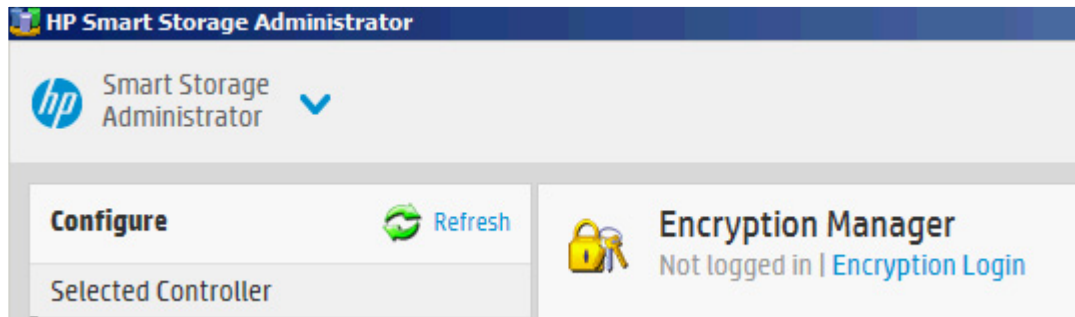 HP Smart Storage Administrator
hp
Smart Storage
Administrator
Configure
Refresh
Encryption Manager
Not logged in | Encryption Login
Selected Controller